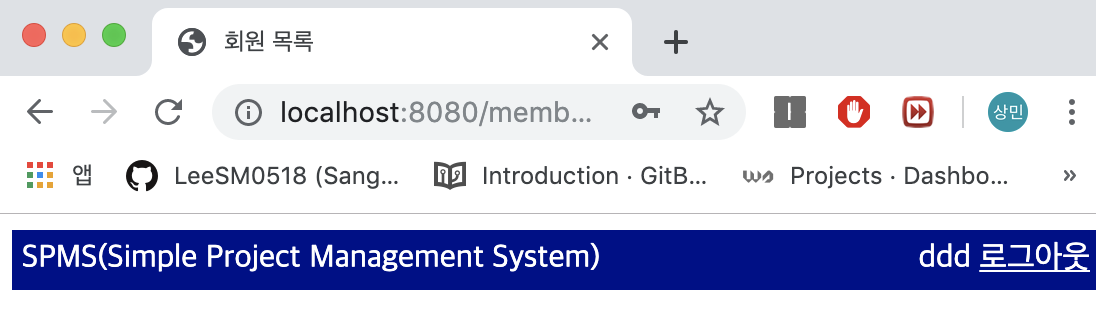 회원 목록
localhost:8080/memb...
상민
앱 LeeSM0518 (Sang... Introduction · GitB... Projects · Dashbo... »
SPMS(Simple Project Management System) ddd 로그아웃